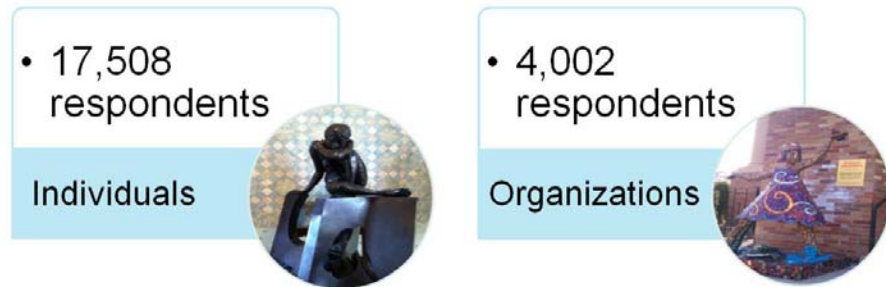 • 17,508
respondents
Individuals
• 4,002
respondents
Organizations